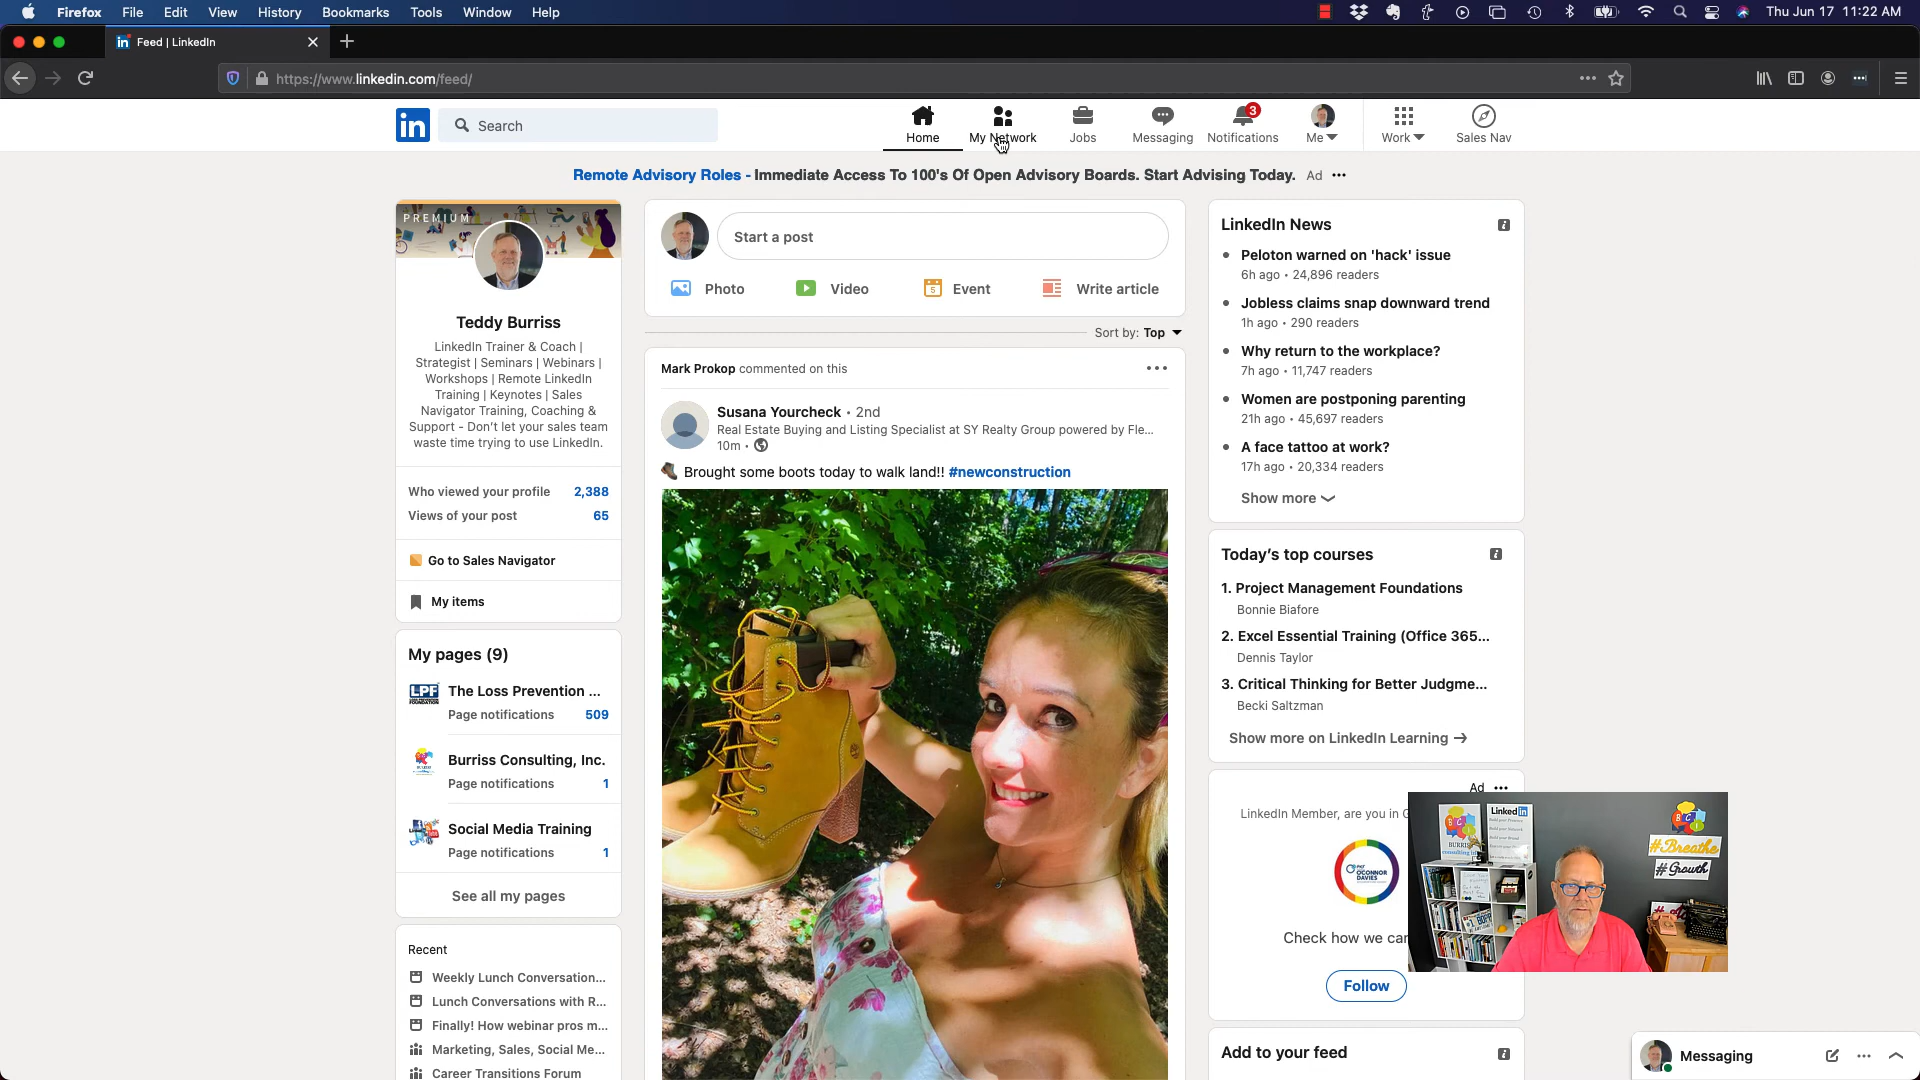 Firefox File Edit View History Bookmarks Tools Window Help
Thu Jun 17 11:22 AM
in Feed | LinkedIn
https://www.linkedin.com/feed/
in
Search
Home
My Network
Jobs
Messaging
3
Notifications
Me
Work
Sales Nav
Remote Advisory Roles - Immediate Access To 100's Of Open Advisory Boards. Start Advising Today. Ad
PREMIUM
Teddy Burriss
LinkedIn Trainer & Coach |
Strategist | Seminars | Webinars |
Workshops | Remote LinkedIn
Training | Keynotes | Sales
Navigator Training, Coaching &
Support - Don't let your sales team
waste time trying to use LinkedIn.
Who viewed your profile 2,388
Views of your post 65
Go to Sales Navigator
My items
My pages (9)
LPF
The Loss Prevention ...
Page notifications 509
Burriss Consulting, Inc.
Page notifications 1
Social Media Training
Page notifications 1
See all my pages
Recent
Weekly Lunch Conversation...
Lunch Conversations with R...
Finally! How webinar pros m...
Marketing, Sales, Social Me...
Career Transitions Forum
Start a post
Photo
Video
5
Event
Write article
Sort by: Top
Mark Prokop commented on this
Susana Yourcheck • 2nd
Real Estate Buying and Listing Specialist at SY Realty Group powered by Fle...
10m •
Brought some boots today to walk land!! #newconstruction
LinkedIn News
Peloton warned on 'hack' issue
6h ago • 24,896 readers
Jobless claims snap downward trend
1h ago • 290 readers
Why return to the workplace?
7h ago • 11,747 readers
Women are postponing parenting
21h ago • 45,697 readers
A face tattoo at work?
17h ago • 20,334 readers
Show more
Today's top courses
1. Project Management Foundations
Bonnie Biafore
2. Excel Essential Training (Office 365...
Dennis Taylor
3. Critical Thinking for Better Judgme...
Becki Saltzman
Show more on LinkedIn Learning →
Ad
LinkedIn Member, are you in G
PKF
OCONNOR
DAVIES
Check how we can
Follow
Linked in
BURRISS
BCI
#Breathe
#Growth
Add to your feed
Messaging